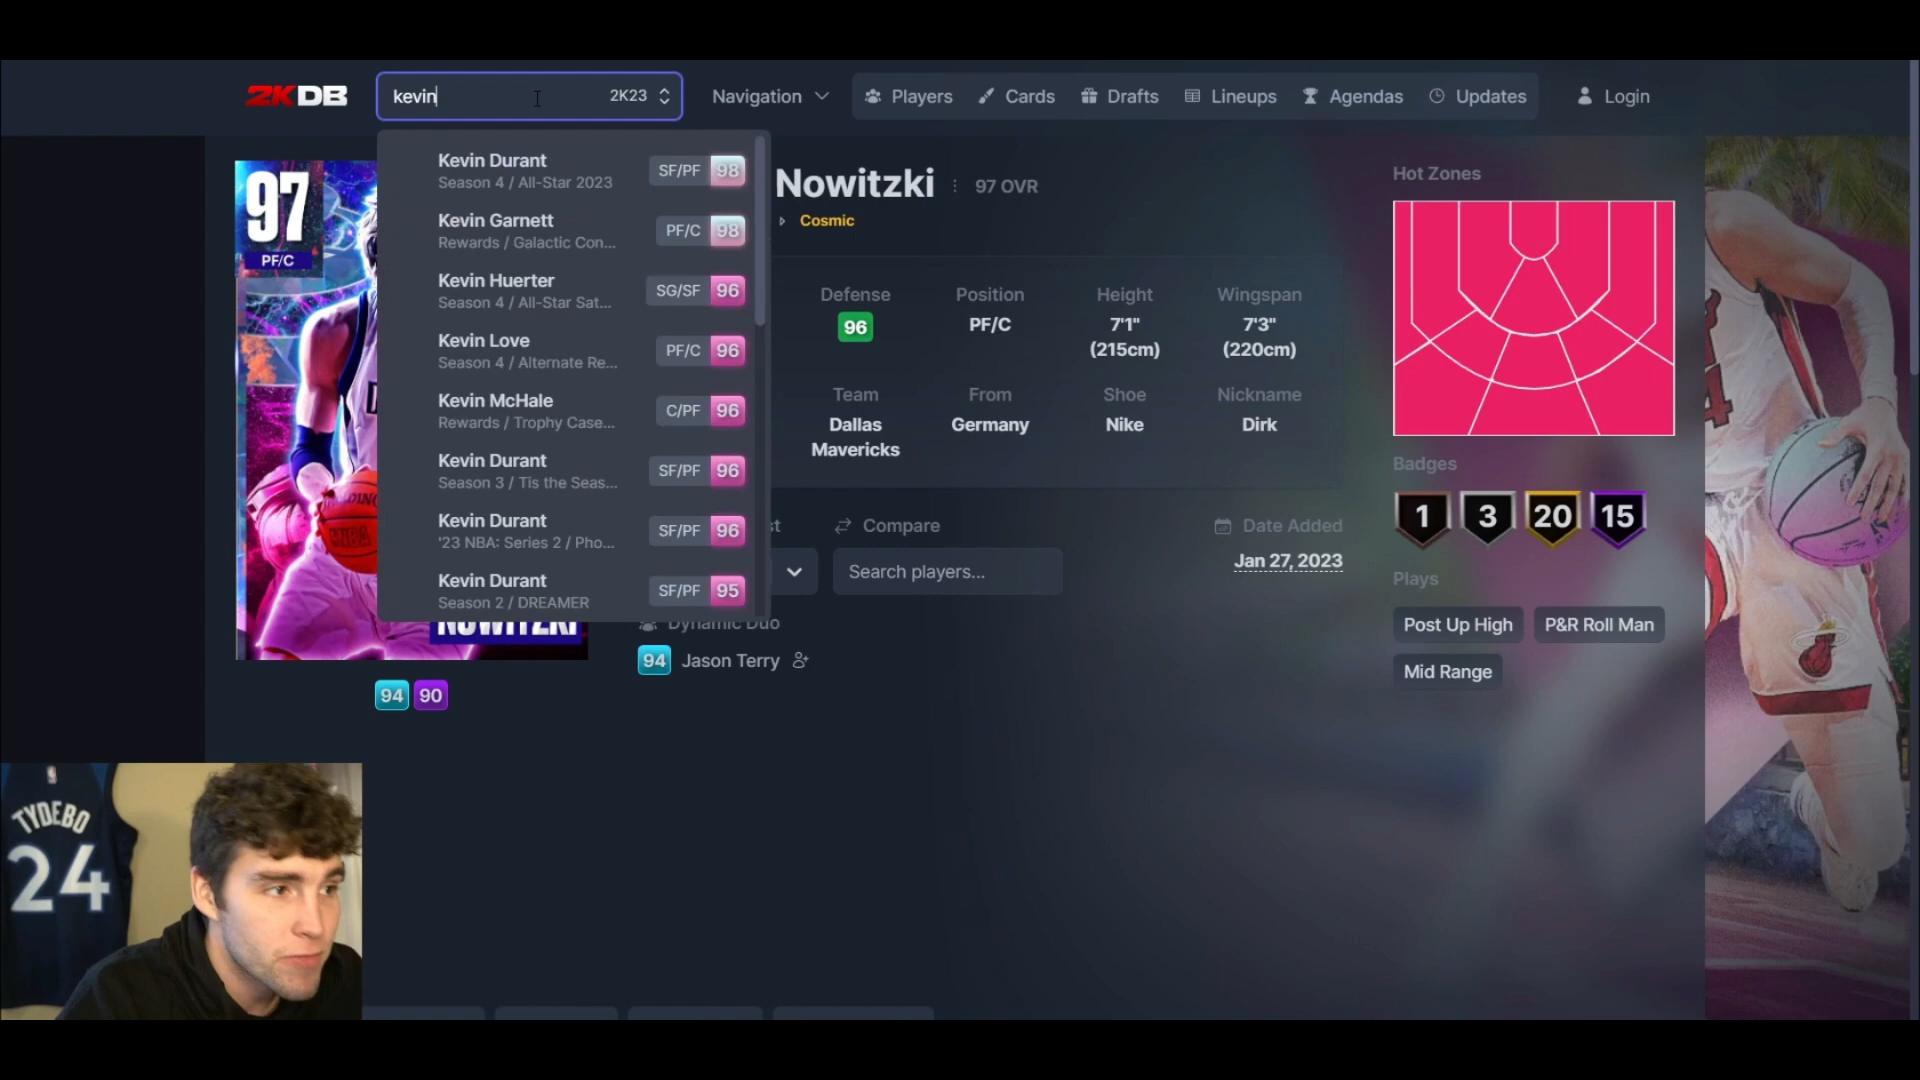 2KDB
kevin
2K23
Navigation
Players
Cards
Drafts
Lineups
Agendas
Updates
Login
Kevin Durant
Season 4 / All-Star 2023
SF/PF 98
Kevin Garnett
Rewards / Galactic Con...
PF/C 98
Kevin Huerter
Season 4 / All-Star Sat...
SG/SF 96
Kevin Love
Season 4 / Alternate Re...
PF/C 96
Kevin McHale
Rewards / Trophy Case...
C/PF 96
Kevin Durant
Season 3 / Tis the Seas...
SF/PF 96
Kevin Durant
'23 NBA: Series 2 / Pho...
SF/PF 96
Kevin Durant
Season 2 / DREAMER
SF/PF 95
97
PF/C
NOWITZKI
94 90
Nowitzki
97 OVR
Cosmic
Defense
96
Position
PF/C
Height
7'1"
(215cm)
Wingspan
7'3"
(220cm)
Team
Dallas
Mavericks
From
Germany
Shoe
Nike
Nickname
Dirk
Compare
Search players...
Date Added
Jan 27, 2023
Dynamic Duo
94 Jason Terry
Hot Zones
Badges
1 3 20 15
Plays
Post Up High
P&R Roll Man
Mid Range
TYDEBO
24